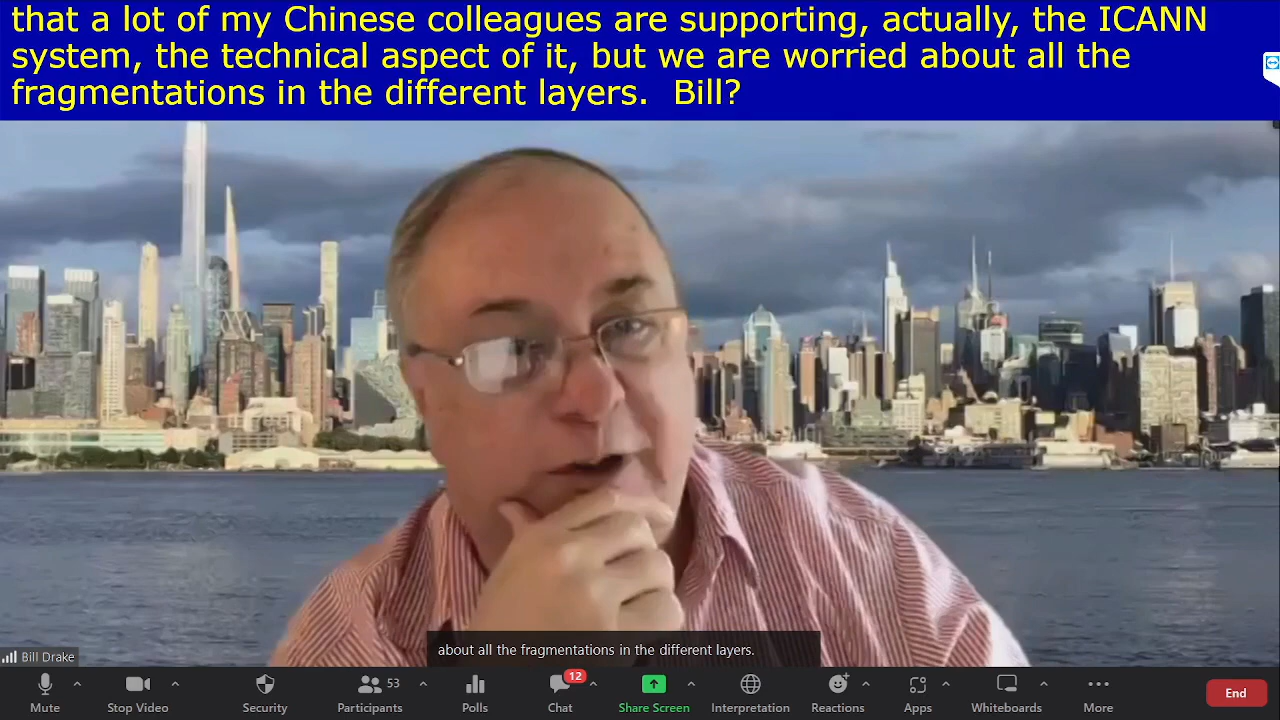 that a lot of my Chinese colleagues are supporting, actually, the ICANN
system, the technical aspect of it, but we are worried about all the
fragmentations in the different layers.  Bill?
Bill Drake
about all the fragmentations in the different layers.
Mute
Stop Video
Security
53
Participants
Polls
12
Chat
Share Screen
Interpretation
Reactions
Apps
Whiteboards
More
End